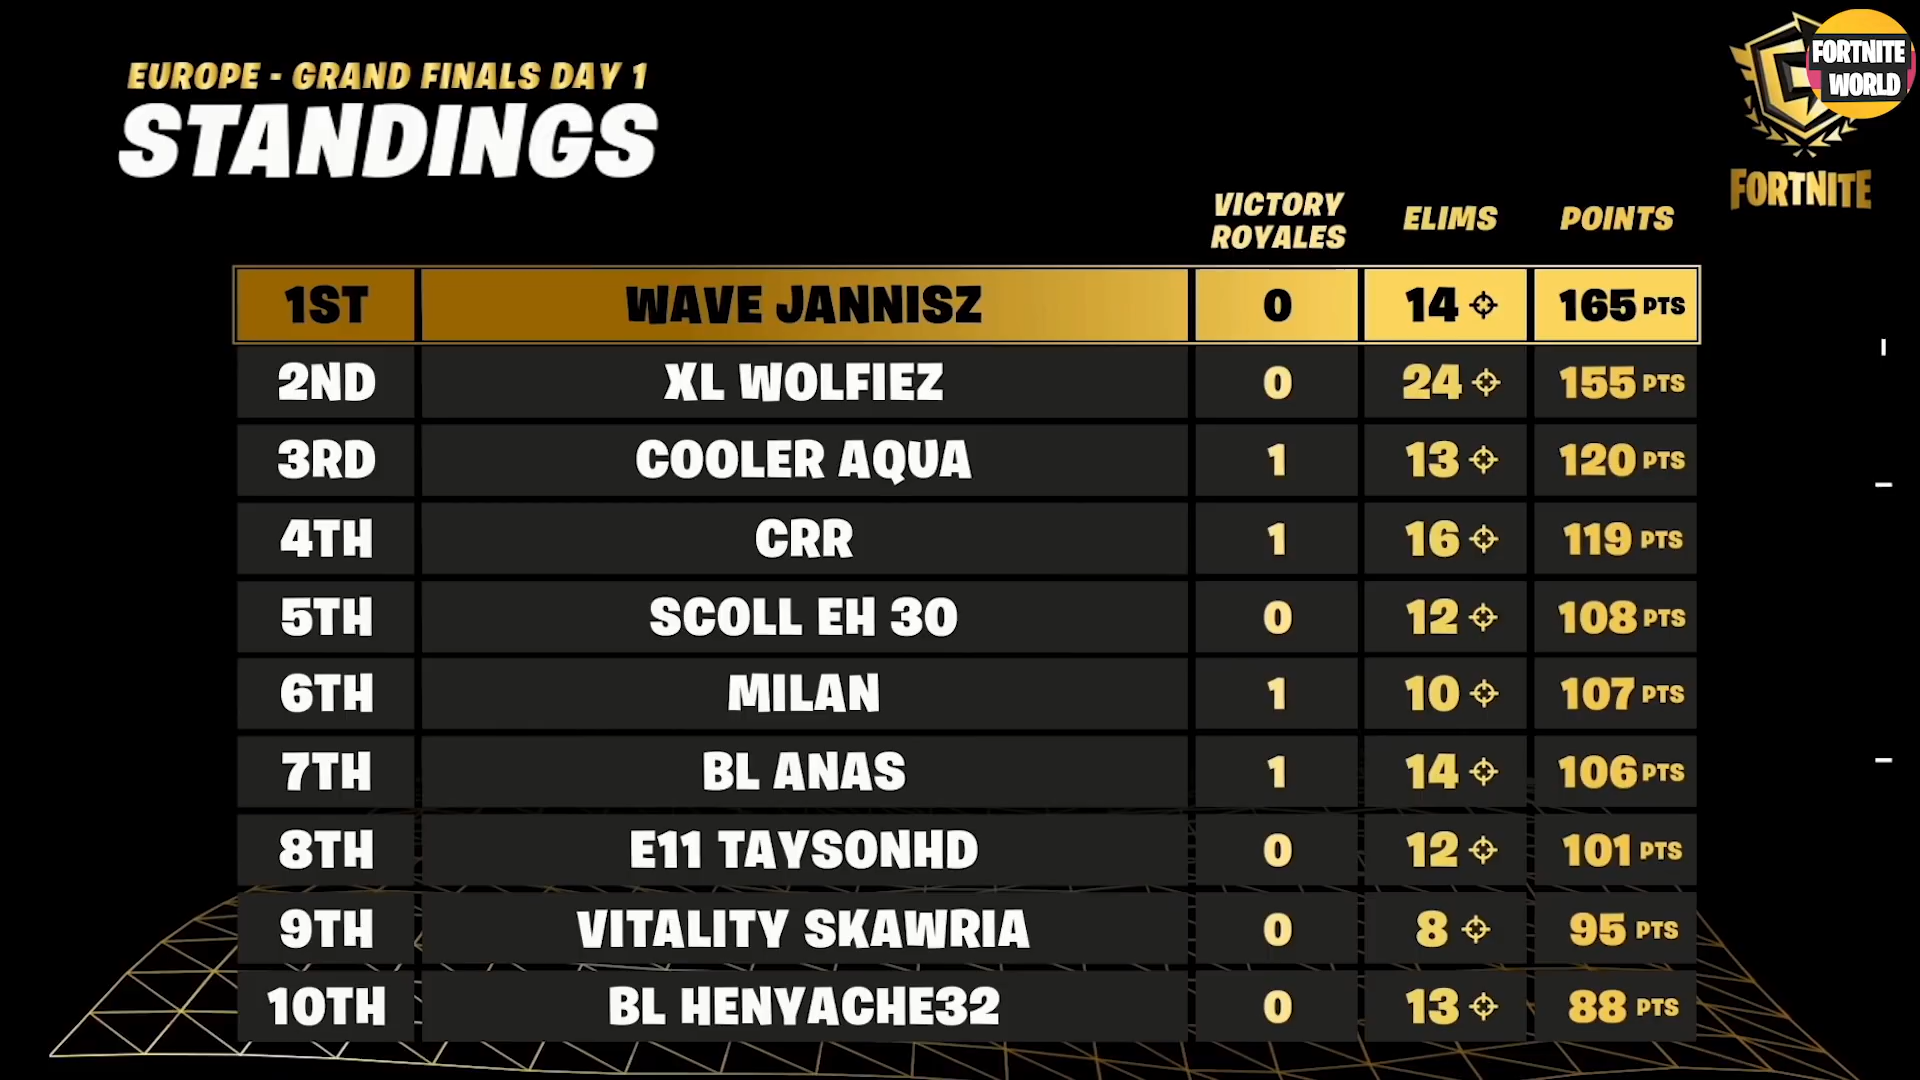 EUROPE - GRAND FINALS DAY 1
STANDINGS
FORTNITE
WORLD
FORTNITE
VICTORY ROYALES ELIMS POINTS
1ST WAVE JANNISZ 0 14 165 PTS
2ND XL WOLFIEZ 0 24 155 PTS
3RD COOLER AQUA 1 13 120 PTS
4TH CRR 1 16 119 PTS
5TH SCOLL EH 30 0 12 108 PTS
6TH MILAN 1 10 107 PTS
7TH BL ANAS 1 14 106 PTS
8TH E11 TAYSONHD 0 12 101 PTS
9TH VITALITY SKAWRIA 0 8 95 PTS
10TH BL HENYACHE32 0 13 88 PTS